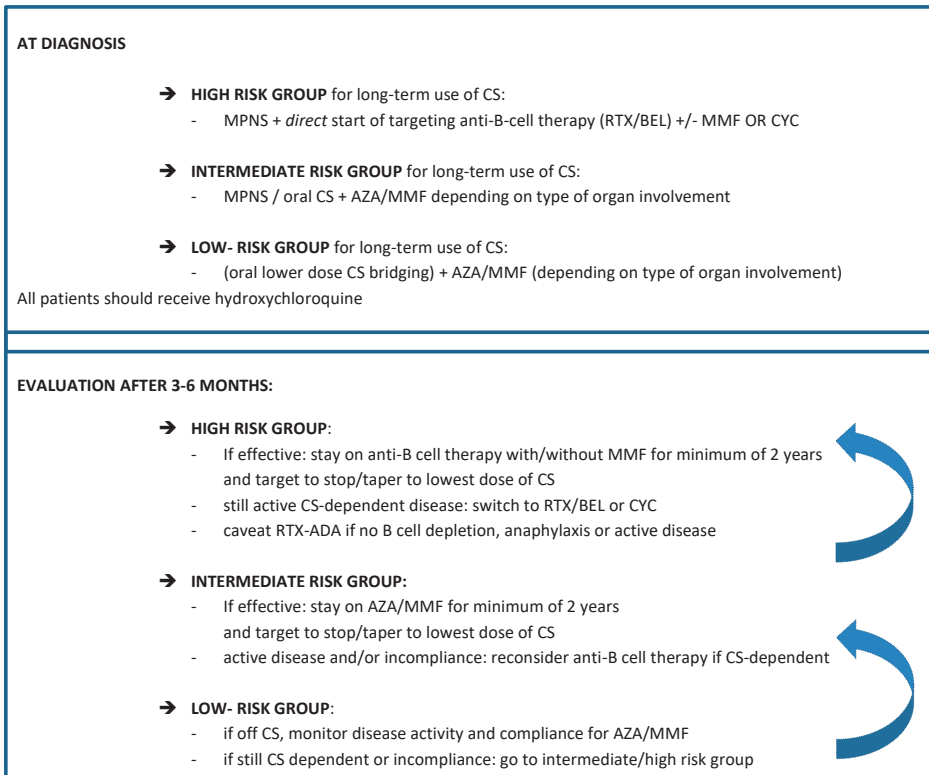 AT DIAGNOSIS
➔ HIGH RISK GROUP for long-term use of CS:
- MPNS + direct start of targeting anti-B-cell therapy (RTX/BEL) +/- MMF OR CYC
➔ INTERMEDIATE RISK GROUP for long-term use of CS:
- MPNS / oral CS + AZA/MMF depending on type of organ involvement
➔ LOW- RISK GROUP for long-term use of CS:
- (oral lower dose CS bridging) + AZA/MMF (depending on type of organ involvement)
All patients should receive hydroxychloroquine
EVALUATION AFTER 3-6 MONTHS:
➔ HIGH RISK GROUP:
- If effective: stay on anti-B cell therapy with/without MMF for minimum of 2 years
and target to stop/taper to lowest dose of CS
- still active CS-dependent disease: switch to RTX/BEL or CYC
- caveat RTX-ADA if no B cell depletion, anaphylaxis or active disease
➔ INTERMEDIATE RISK GROUP:
- If effective: stay on AZA/MMF for minimum of 2 years
and target to stop/taper to lowest dose of CS
- active disease and/or incompliance: reconsider anti-B cell therapy if CS-dependent
➔ LOW- RISK GROUP:
- if off CS, monitor disease activity and compliance for AZA/MMF
- if still CS dependent or incompliance: go to intermediate/high risk group